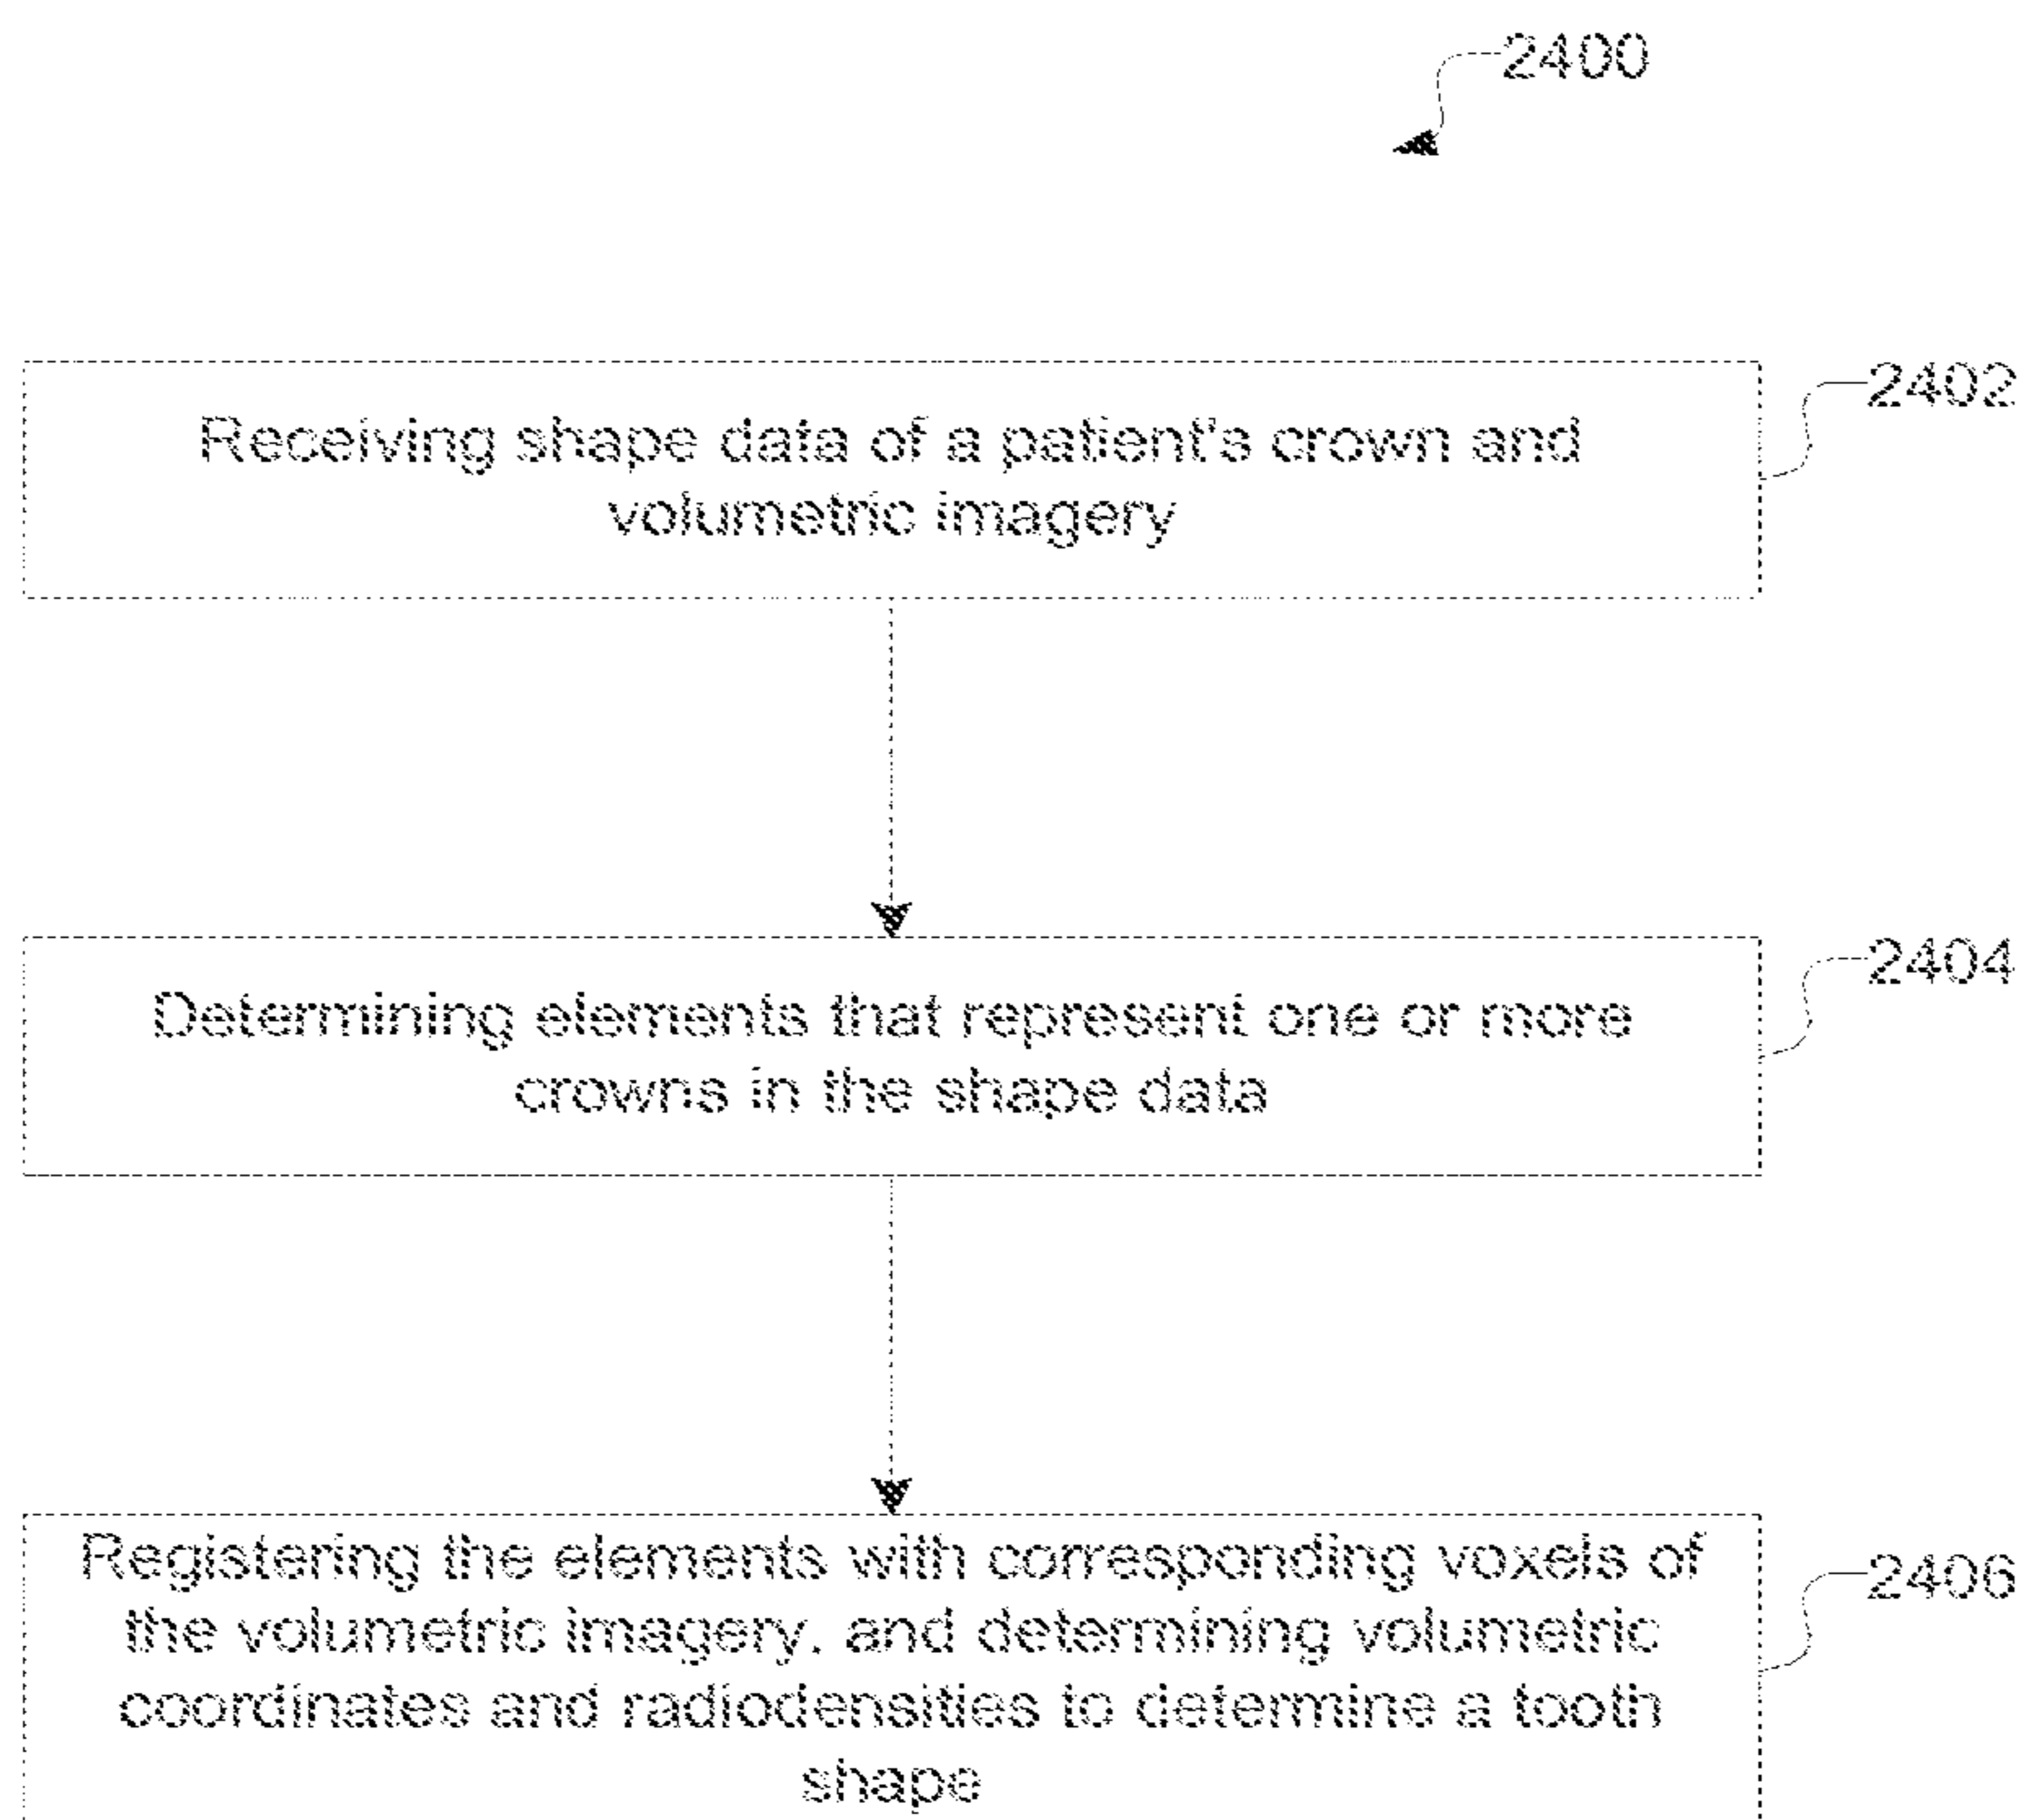 2400
Receiving shape data of a patient's crown and
2402
volumetric imagery
Determining elements that represent one or more
2404
crowns in the shape data
Registering the elements with corresponding voxels of
2406
the volumetric imagery, and determining volumetric
coordinates and radiodensities to determine a tooth
shape